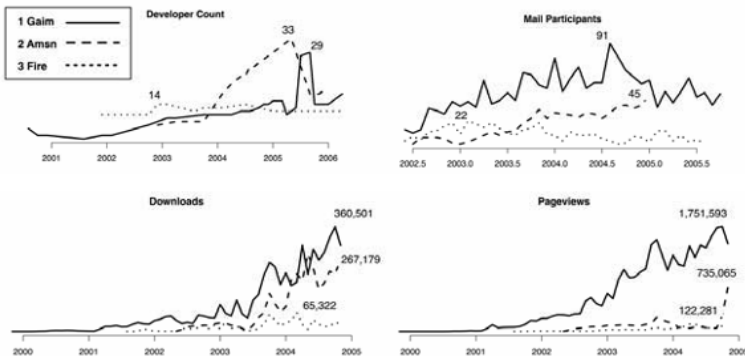 Developer Count
1 Gaim
2 Amsn
3 Fire
33
29
14
2001 2002 2003 2004 2005 2006
Mail Participants
91
45
22
2002.5 2003.0 2003.5 2004.0 2004.5 2005.0 2005.5
Downloads
360,501
267,179
65,322
2000 2001 2002 2003 2004 2005
Pageviews
1,751,593
735,065
122,281
2000 2001 2002 2003 2004